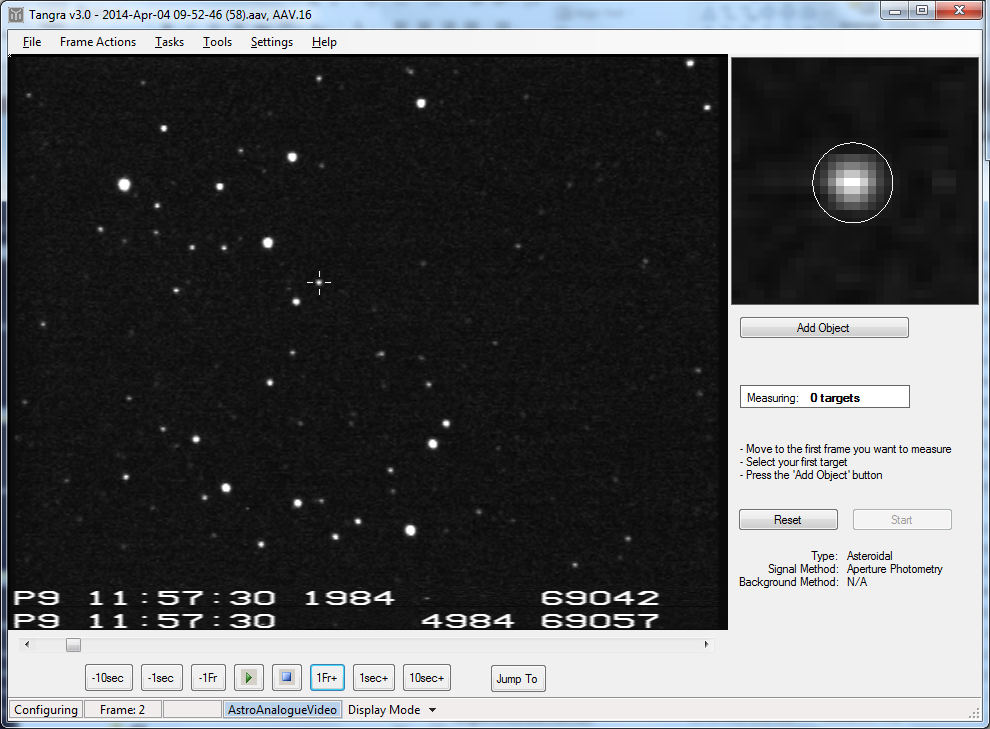 Tangra v3.0 - 2014-Apr-04 09-52-46 (58).aav, AAV.16
File Frame Actions Tasks Tools Settings Help
Add Object
Measuring: 0 targets
- Move to the first frame you want to measure
- Select your first target
- Press the 'Add Object' button
Reset Start
Type: Asteroidal
Signal Method: Aperture Photometry
Background Method: N/A
P9 11:57:30 1984 69042
P9 11:57:30 4984 69057
-10sec -1sec -1Fr 1Fr+ 1sec+ 10sec+ Jump To
Configuring Frame: 2 AstroAnalogueVideo Display Mode